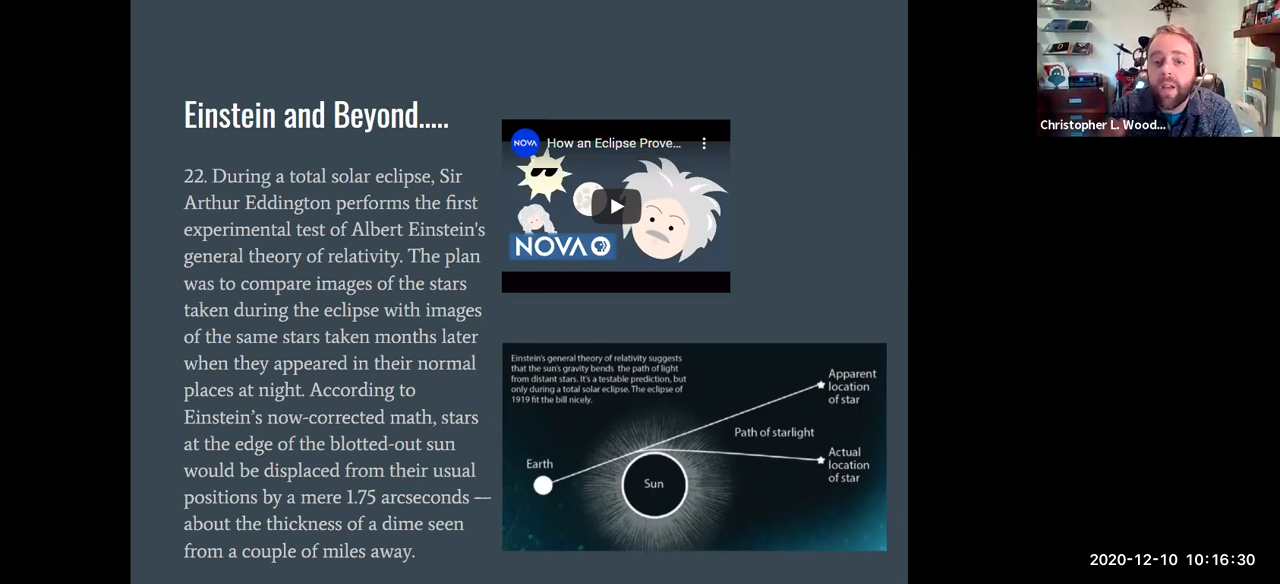 Einstein and Beyond.....
22. During a total solar eclipse, Sir
Arthur Eddington performs the first
experimental test of Albert Einstein's
general theory of relativity. The plan
was to compare images of the stars
taken during the eclipse with images
of the same stars taken months later
when they appeared in their normal
places at night. According to
Einstein’s now-corrected math, stars
at the edge of the blotted-out sun
would be displaced from their usual
positions by a mere 1.75 arcseconds —
about the thickness of a dime seen
from a couple of miles away.
NOVA
How an Eclipse Prove...
NOVA
Einstein's general theory of relativity suggests
that the sun's gravity bends the path of light
from distant stars. It's a testable prediction, but
only during a total solar eclipse. The eclipse of
1919 fit the bill nicely.
Apparent
location
of star
Path of starlight
Actual
location
of star
Earth
Sun
Christopher L. Wood...
2020-12-10 10:16:30